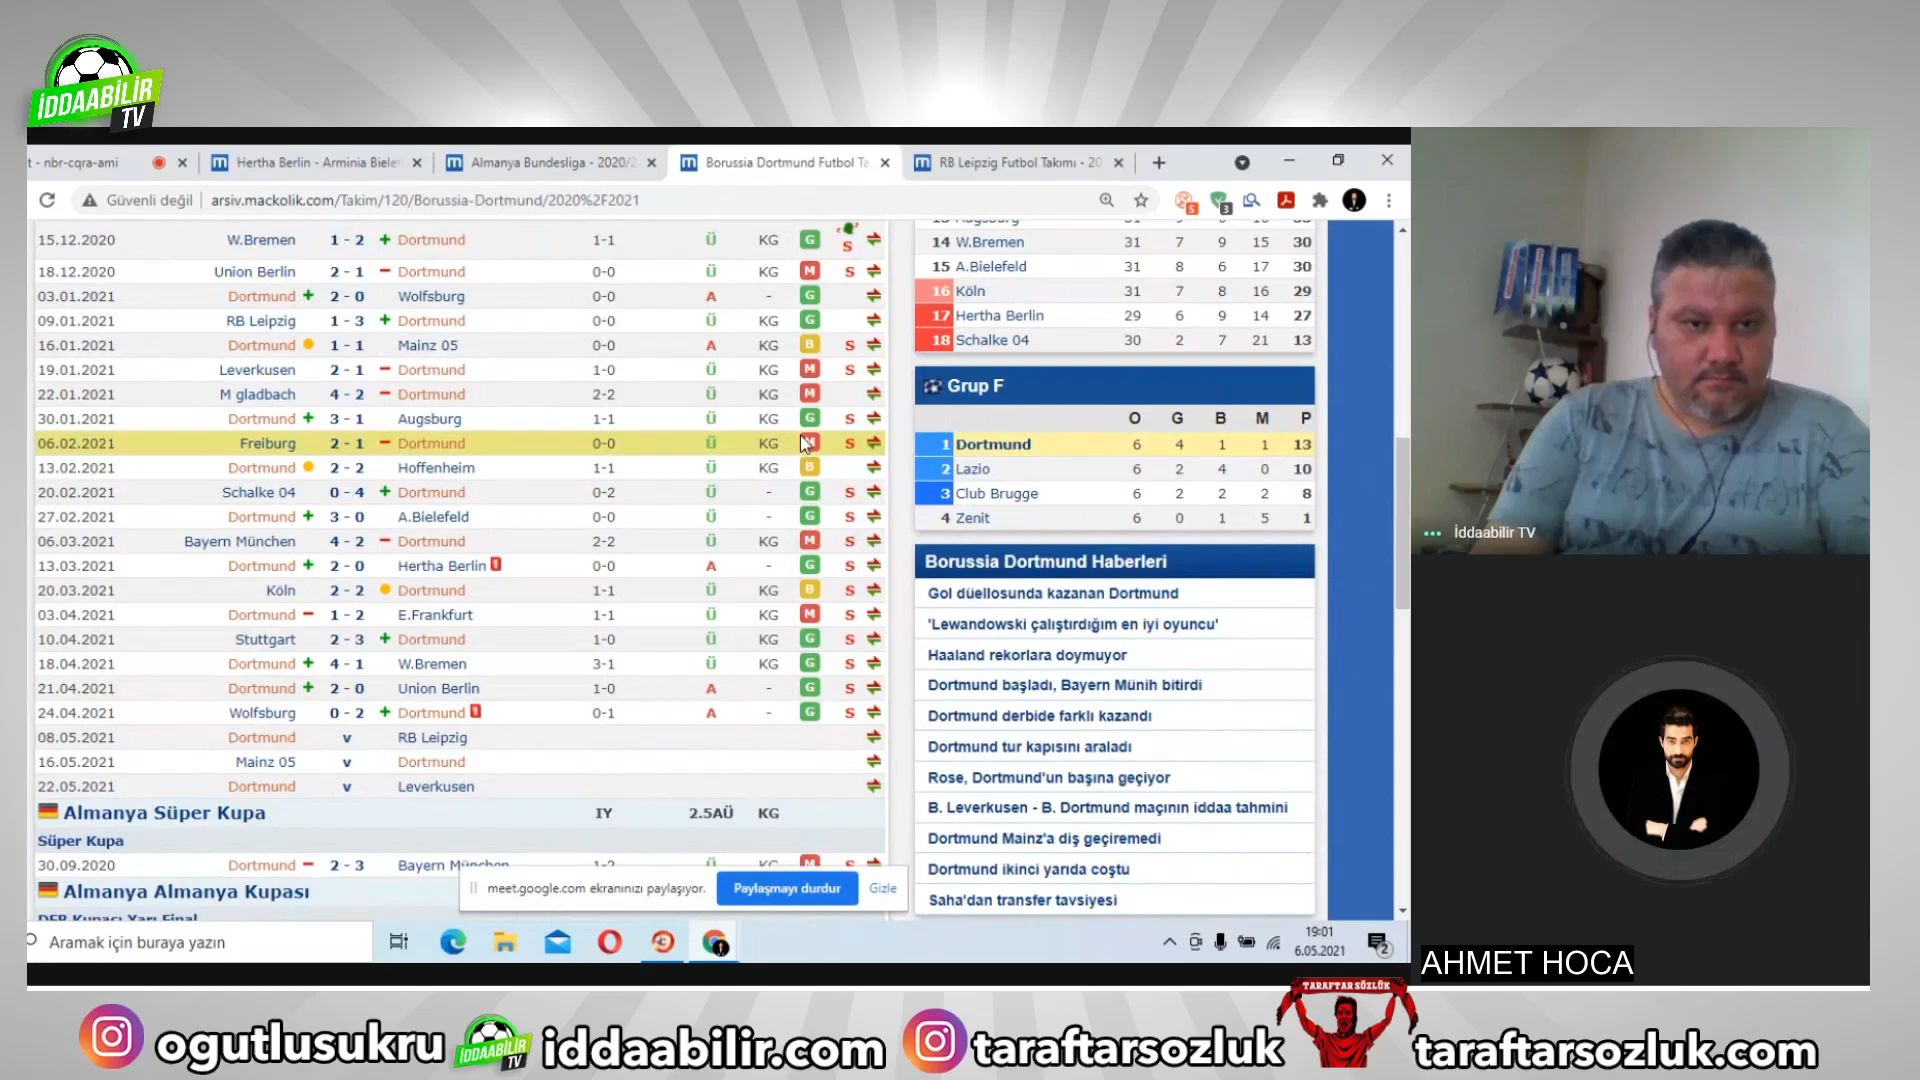 İDDAABİLİR
TV
t - nbr-cqra-ami
Hertha Berlin - Arminia Biele
Almanya Bundesliga - 2020/2
Borussia Dortmund Futbol Ta
RB Leipzig Futbol Takımı - 20
Güvenli değil | arsiv.mackolik.com/Takim/120/Borussia-Dortmund/2020%2F2021
15.12.2020 W.Bremen 1 - 2 Dortmund 1-1 Ü KG G S
18.12.2020 Union Berlin 2 - 1 Dortmund 0-0 Ü KG M S
03.01.2021 Dortmund 2 - 0 Wolfsburg 0-0 A - G
09.01.2021 RB Leipzig 1 - 3 Dortmund 0-0 Ü KG G
16.01.2021 Dortmund 1 - 1 Mainz 05 0-0 A KG B S
19.01.2021 Leverkusen 2 - 1 Dortmund 0-0 Ü KG M S
22.01.2021 M gladbach 4 - 2 Dortmund 2-2 Ü KG M
30.01.2021 Dortmund 3 - 1 Augsburg 1-1 Ü KG G S
06.02.2021 Freiburg 2 - 1 Dortmund 0-0 Ü KG M S
13.02.2021 Dortmund 2 - 2 Hoffenheim 1-1 Ü KG B
20.02.2021 Schalke 04 0 - 4 Dortmund 0-2 Ü - G S
27.02.2021 Dortmund 3 - 0 A.Bielefeld 0-0 Ü - G S
06.03.2021 Bayern München 4 - 2 Dortmund 2-2 Ü KG M S
13.03.2021 Dortmund 2 - 0 Hertha Berlin 1 0-0 A - G S
20.03.2021 Köln 2 - 2 Dortmund 1-1 Ü KG B S
03.04.2021 Dortmund 1 - 2 E.Frankfurt 1-1 Ü KG M S
10.04.2021 Stuttgart 2 - 3 Dortmund 1-0 Ü KG G S
18.04.2021 Dortmund 4 - 1 W.Bremen 3-1 Ü KG G S
21.04.2021 Dortmund 2 - 0 Union Berlin 1-0 A - G S
24.04.2021 Wolfsburg 0 - 2 Dortmund 1 0-1 A - G S
08.05.2021 Dortmund v RB Leipzig
16.05.2021 Mainz 05 v Dortmund
22.05.2021 Dortmund v Leverkusen
Almanya Süper Kupa IY 2.5AÜ KG
Süper Kupa
30.09.2020 Dortmund 2 - 3 Bayern München 1-2 Ü KG M S
Almanya Almanya Kupası
DFB Kupası Yarı Final
14 W.Bremen 31 7 9 15 30
15 A.Bielefeld 31 8 6 17 30
16 Köln 31 7 8 16 29
17 Hertha Berlin 29 6 9 14 27
18 Schalke 04 30 2 7 21 13
Grup F
O G B M P
1 Dortmund 6 4 1 1 13
2 Lazio 6 2 4 0 10
3 Club Brugge 6 2 2 2 8
4 Zenit 6 0 1 5 1
Borussia Dortmund Haberleri
Gol düellosunda kazanan Dortmund
'Lewandowski çalıştırdığım en iyi oyuncu'
Haaland rekorlara doymuyor
Dortmund başladı, Bayern Münih bitirdi
Dortmund derbide farklı kazandı
Dortmund tur kapısını araladı
Rose, Dortmund'un başına geçiyor
B. Leverkusen - B. Dortmund maçının iddaa tahmini
Dortmund Mainz'a diş geçiremedi
Dortmund ikinci yarıda coştu
Saha'dan transfer tavsiyesi
meet.google.com ekranınızı paylaşıyor. Paylaşmayı durdur Gizle
Aramak için buraya yazın
19:01
6.05.2021
2
İddaabilir TV
AHMET HOCA
ogutlusukru
İDDAABİLİR
TV
iddaabilir.com
taraftarsozluk
TARAFTAR SÖZLÜK
taraftarsozluk.com